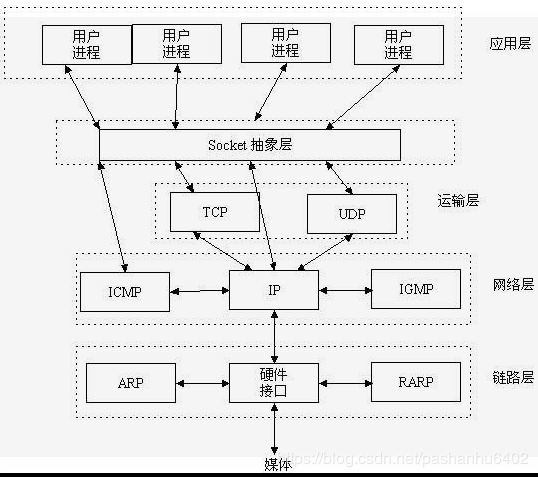 用户
进程
用户
进程
用户
进程
用户
进程
应用层
Socket 抽象层
TCP
UDP
运输层
ICMP
IP
IGMP
网络层
ARP
硬件
接口
RARP
链路层
媒体
https://blog.csdn.net/pashanhu6402